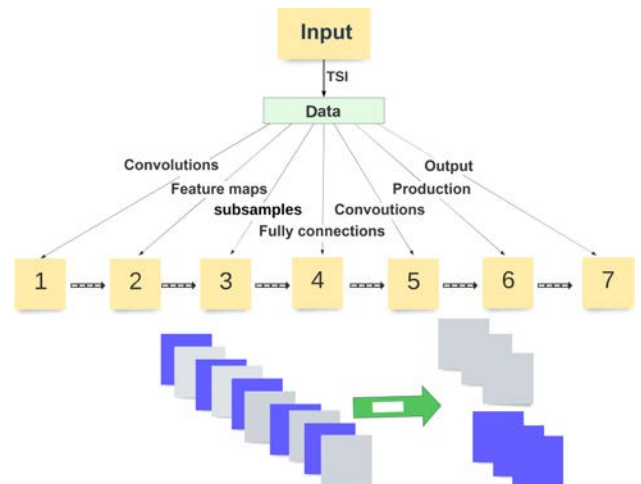 Input
TSI
Data
Convolutions
Output
Feature maps
Production
subsamples
Convoutions
Fully connections
1
2
3
4
5
6
7